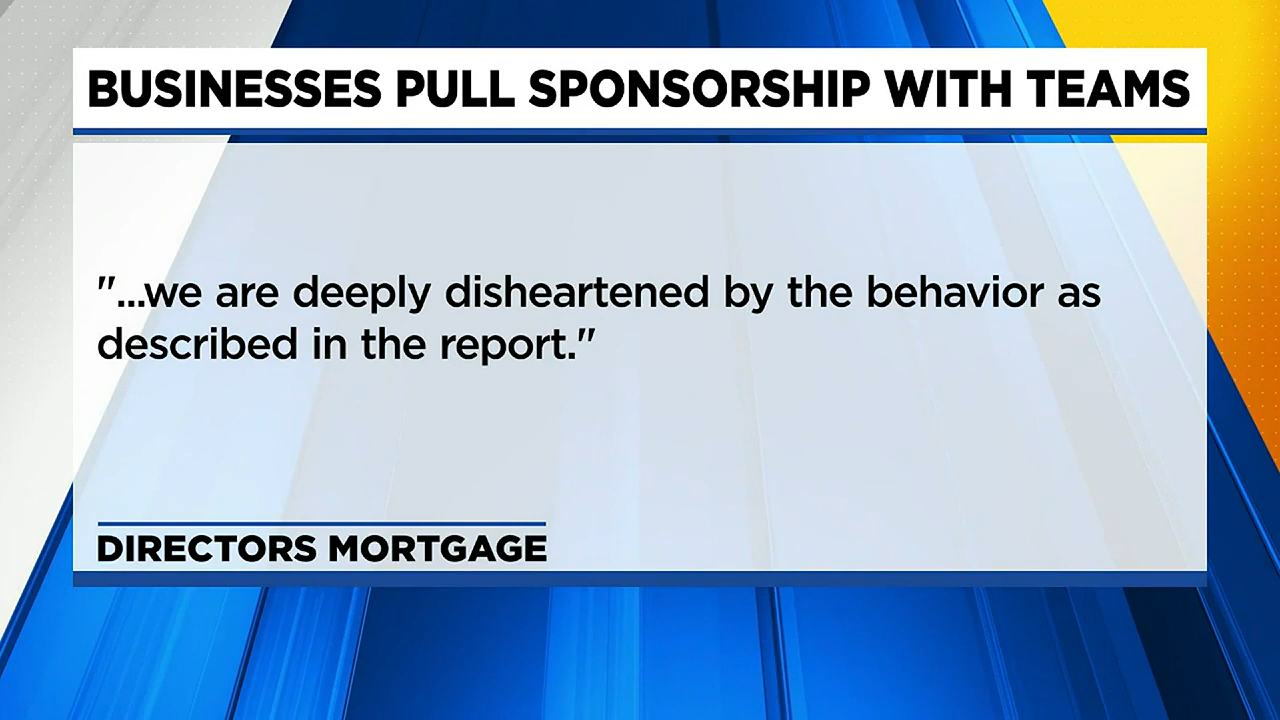 BUSINESSES PULL SPONSORSHIP WITH TEAMS
"...we are deeply disheartened by the behavior as
described in the report."
DIRECTORS MORTGAGE